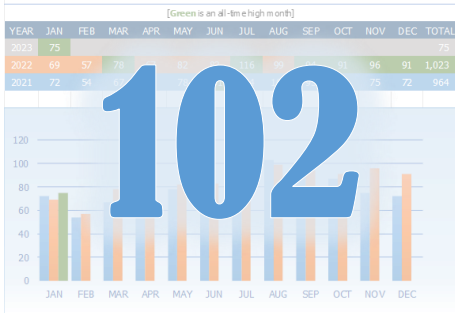 [Green is an all-time high month]
YEAR JAN FEB MAR APR MAY JUN JUL AUG SEP OCT NOV DEC TOTAL
2023 75 75
2022 69 57 78 91 96 91 1,023
2021 72 54 75 72 964
102
120
100
80
60
40
20
0
JAN FEB MAR APR MAY JUN JUL AUG SEP OCT NOV DEC